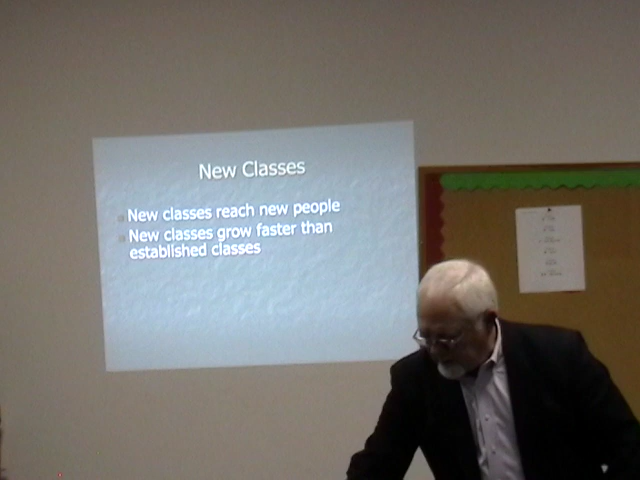 New Classes
New classes reach new people
New classes grow faster than
established classes